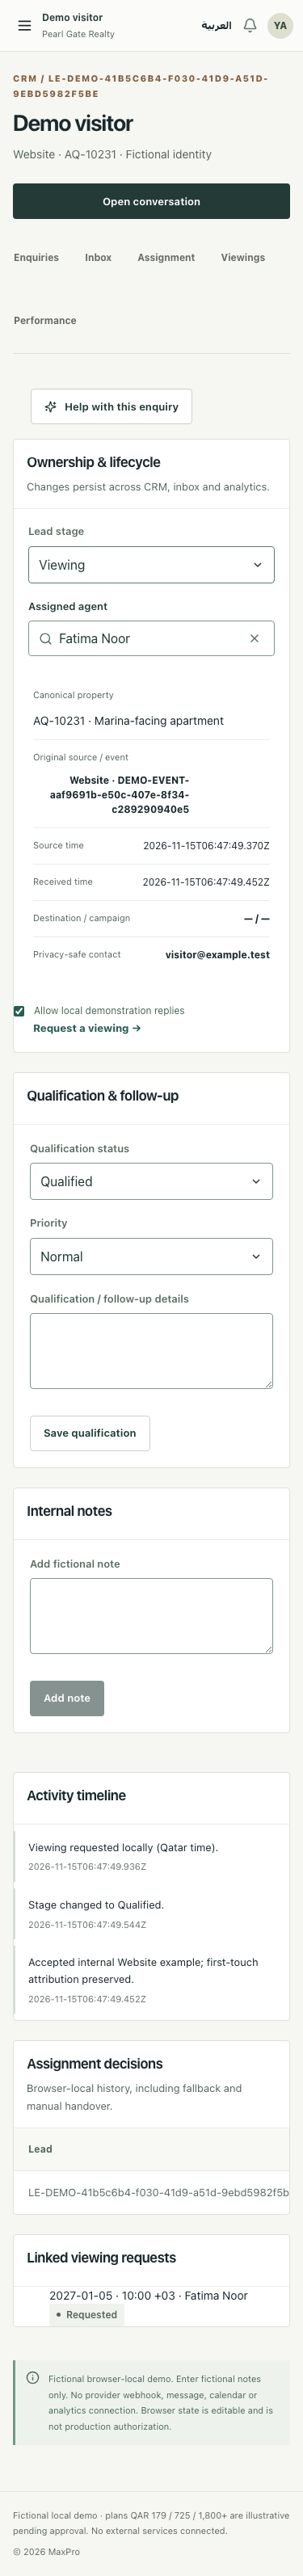 Demo visitor
Pearl Gate Realty
العربية
YA
CRM / LE-DEMO-41B5C6B4-F030-41D9-A51D-
9EBD5982F5BE
Demo visitor
Website · AQ-10231 · Fictional identity
Open conversation
Enquiries Inbox Assignment Viewings
Performance
Help with this enquiry
Ownership & lifecycle
Changes persist across CRM, inbox and analytics.
Lead stage
Viewing
Assigned agent
Fatima Noor
Canonical property
AQ-10231 · Marina-facing apartment
Original source / event
Website · DEMO-EVENT-
aaf9691b-e50c-407e-8f34-
c289290940e5
Source time 2026-11-15T06:47:49.370Z
Received time 2026-11-15T06:47:49.452Z
Destination / campaign — / —
Privacy-safe contact visitor@example.test
Allow local demonstration replies
Request a viewing →
Qualification & follow-up
Qualification status
Qualified
Priority
Normal
Qualification / follow-up details
Save qualification
Internal notes
Add fictional note
Add note
Activity timeline
Viewing requested locally (Qatar time).
2026-11-15T06:47:49.936Z
Stage changed to Qualified.
2026-11-15T06:47:49.544Z
Accepted internal Website example; first-touch
attribution preserved.
2026-11-15T06:47:49.452Z
Assignment decisions
Browser-local history, including fallback and
manual handover.
Lead
LE-DEMO-41b5c6b4-f030-41d9-a51d-9ebd5982f5b
Linked viewing requests
2027-01-05 · 10:00 +03 · Fatima Noor
Requested
Fictional browser-local demo. Enter fictional notes
only. No provider webhook, message, calendar or
analytics connection. Browser state is editable and is
not production authorization.
Fictional local demo · plans QAR 179 / 725 / 1,800+ are illustrative
pending approval. No external services connected.
© 2026 MaxPro